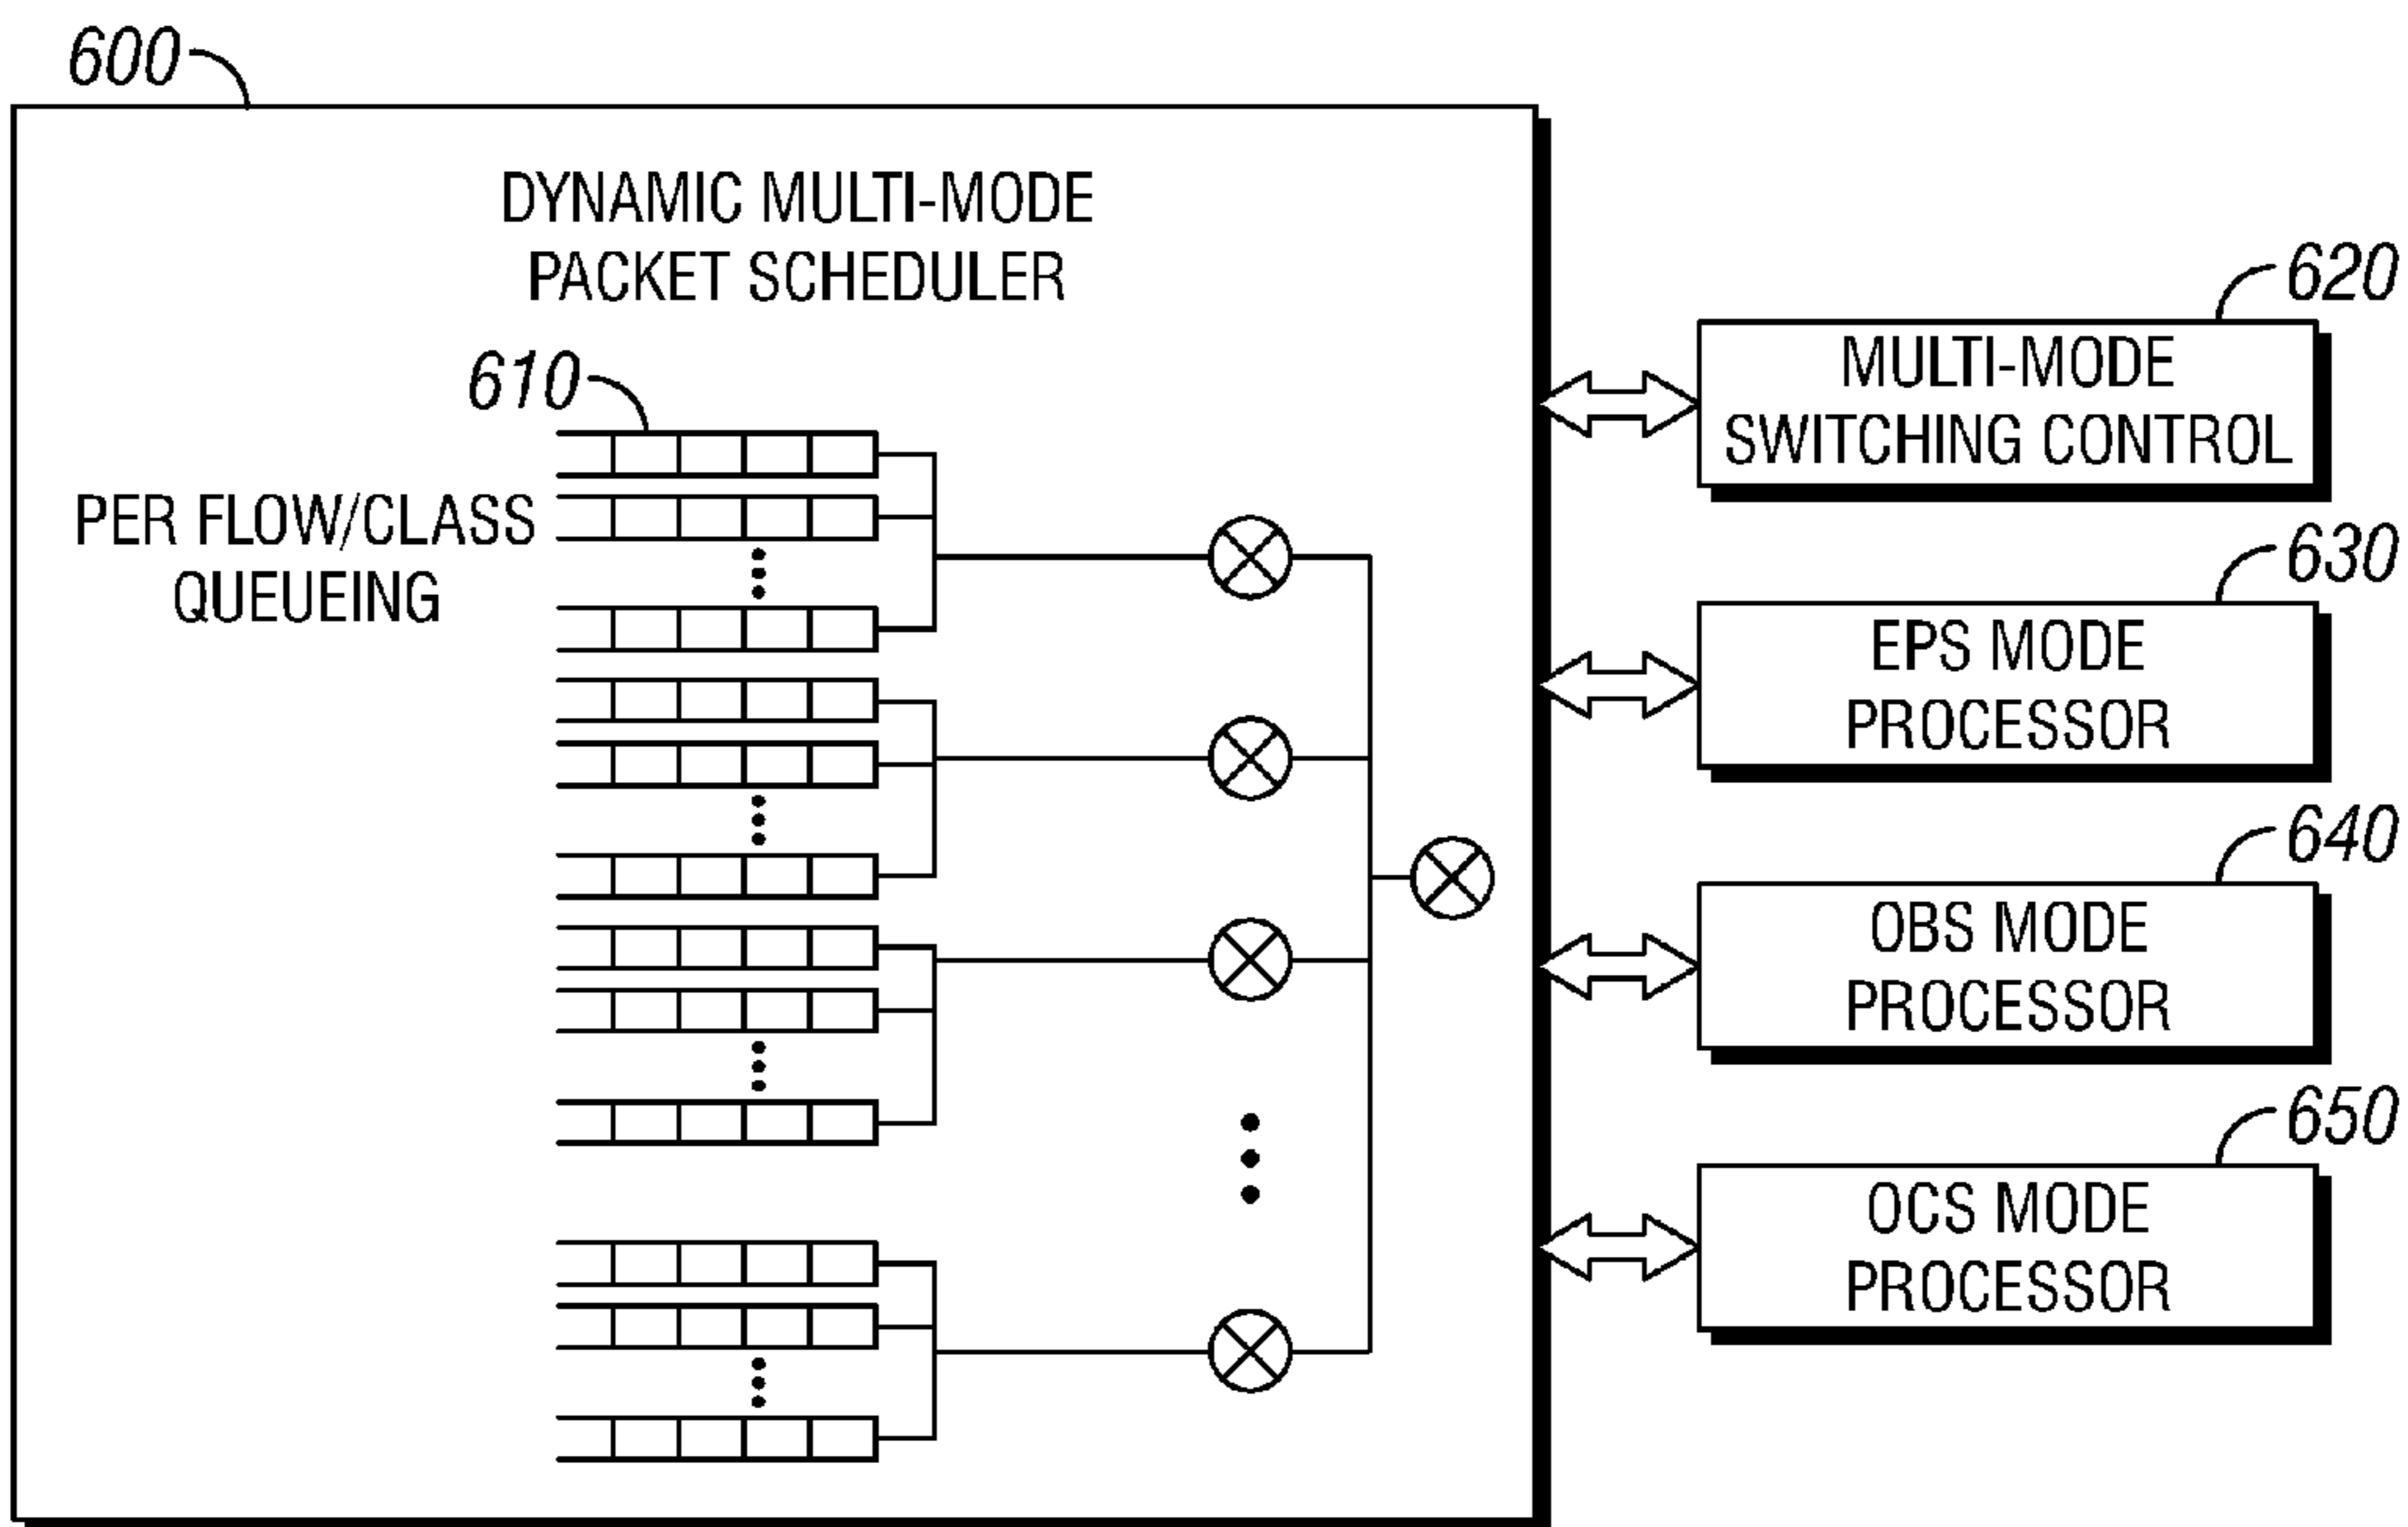 600
DYNAMIC MULTI-MODE
PACKET SCHEDULER
610
PER FLOW/CLASS
QUEUEING
620
MULTI-MODE
SWITCHING CONTROL
630
EPS MODE
PROCESSOR
640
OBS MODE
PROCESSOR
650
OCS MODE
PROCESSOR